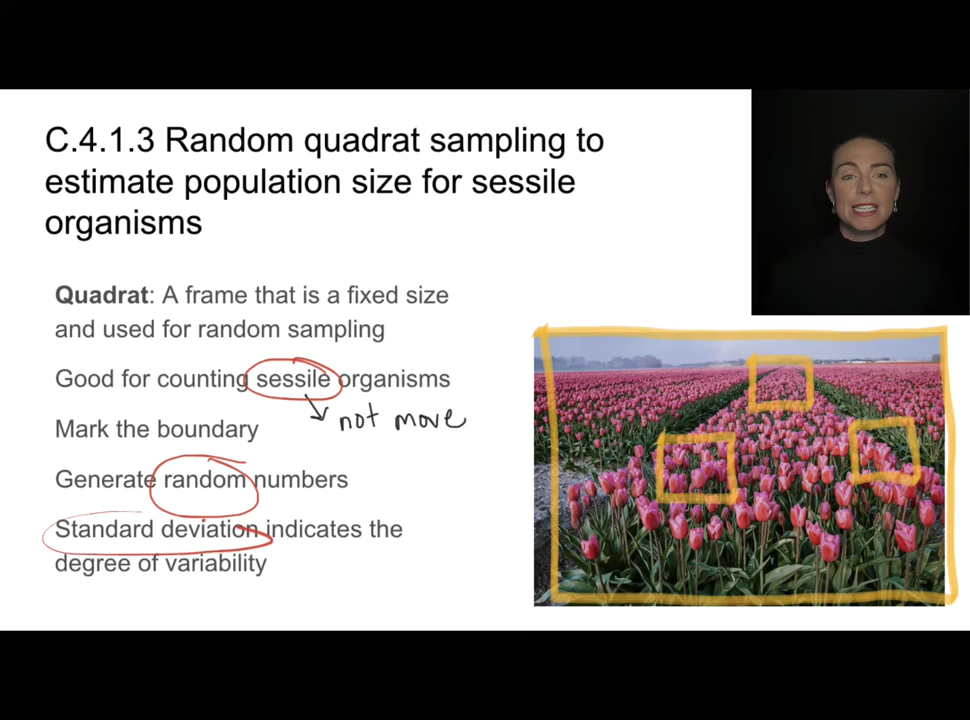 C.4.1.3 Random quadrat sampling to
estimate population size for sessile
organisms
Quadrat: A frame that is a fixed size
and used for random sampling
Good for counting sessile organisms
not move
Mark the boundary
Generate random numbers
Standard deviation indicates the
degree of variability